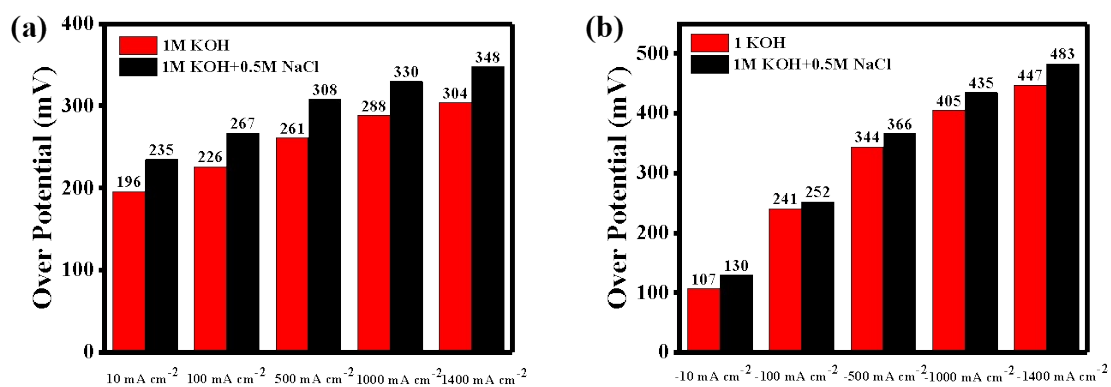 (a)
Over Potential (mV)
400
300
200
100
0
1M KOH
1M KOH+0.5M NaCl
196
235
226
267
261
308
288
330
304
348
10 mA cm⁻²
100 mA cm⁻²
500 mA cm⁻²
1000 mA cm⁻²
1400 mA cm⁻²
(b)
Over Potential (mV)
500
400
300
200
100
0
1 KOH
1M KOH+0.5M NaCl
107
130
241
252
344
366
405
435
447
483
-10 mA cm⁻²
-100 mA cm⁻²
-500 mA cm⁻²
-1000 mA cm⁻²
-1400 mA cm⁻²